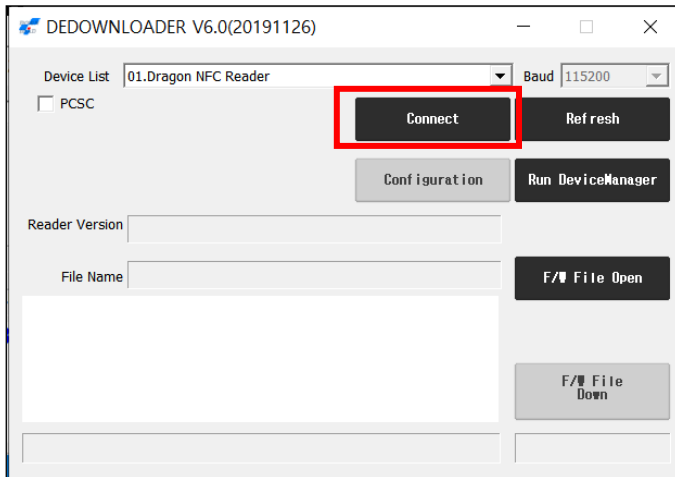 DEDOWNLOADER V6.0(20191126)
Device List 01.Dragon NFC Reader Baud 115200
PCSC
Connect Refresh
Configuration Run DeviceManager
Reader Version
File Name F/W File Open
F/W File
Down